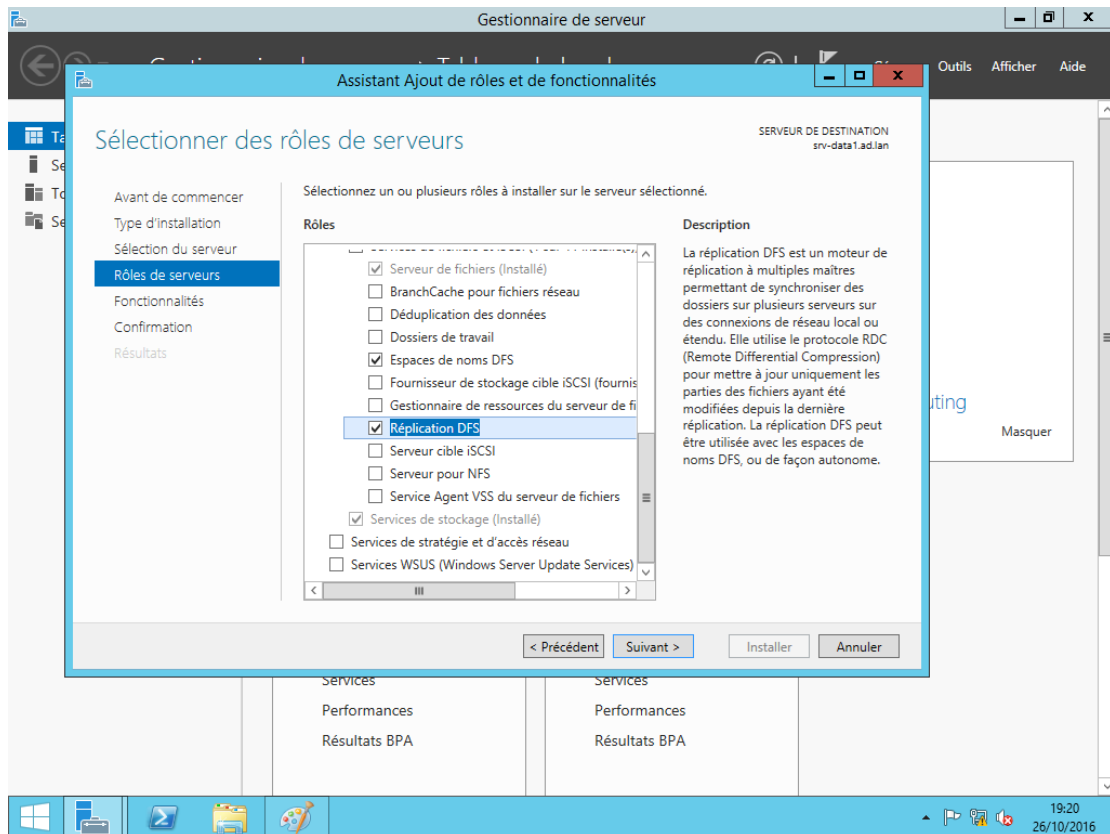 Gestionnaire de serveur
Outils Afficher Aide
Assistant Ajout de rôles et de fonctionnalités
Sélectionner des rôles de serveurs
SERVEUR DE DESTINATION
srv-data1.ad.lan
Avant de commencer
Type d'installation
Sélection du serveur
Rôles de serveurs
Fonctionnalités
Confirmation
Résultats
Sélectionnez un ou plusieurs rôles à installer sur le serveur sélectionné.
Rôles
Serveur de fichiers (Installé)
BranchCache pour fichiers réseau
Déduplication des données
Dossiers de travail
Espaces de noms DFS
Fournisseur de stockage cible iSCSI (fournis
Gestionnaire de ressources du serveur de fi
Réplication DFS
Serveur cible iSCSI
Serveur pour NFS
Service Agent VSS du serveur de fichiers
Services de stockage (Installé)
Services de stratégie et d'accès réseau
Services WSUS (Windows Server Update Services)
Description
La réplication DFS est un moteur de
réplication à multiples maîtres
permettant de synchroniser des
dossiers sur plusieurs serveurs sur
des connexions de réseau local ou
étendu. Elle utilise le protocole RDC
(Remote Differential Compression)
pour mettre à jour uniquement les
parties des fichiers ayant été
modifiées depuis la dernière
réplication. La réplication DFS peut
être utilisée avec les espaces de
noms DFS, ou de façon autonome.
< Précédent Suivant > Installer Annuler
Ta
Se
To
Se
uting
Masquer
Services
Performances
Résultats BPA
Services
Performances
Résultats BPA
19:20
26/10/2016